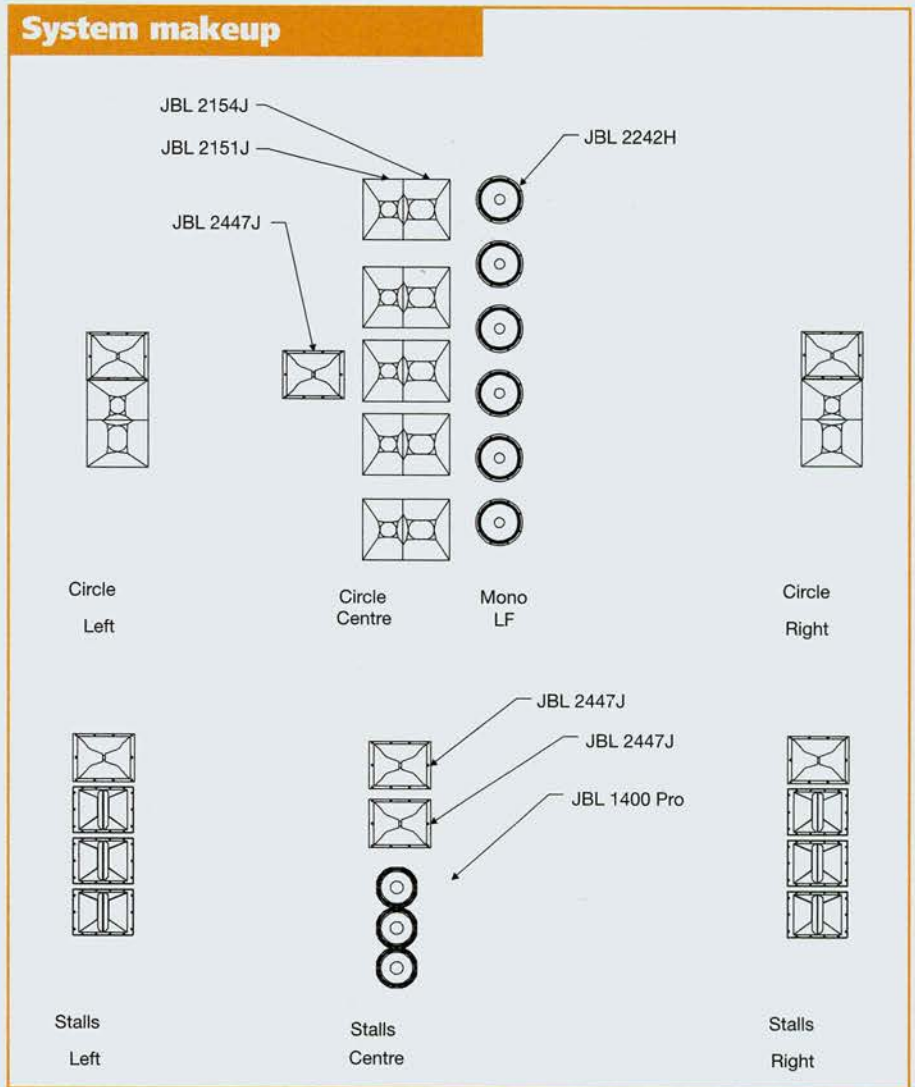 System makeup
JBL 2154J
JBL 2151J
JBL 2242H
JBL 2447J
Circle
Left
Circle
Centre
Mono
LF
Circle
Right
JBL 2447J
JBL 2447J
JBL 1400 Pro
Stalls
Left
Stalls
Centre
Stalls
Right